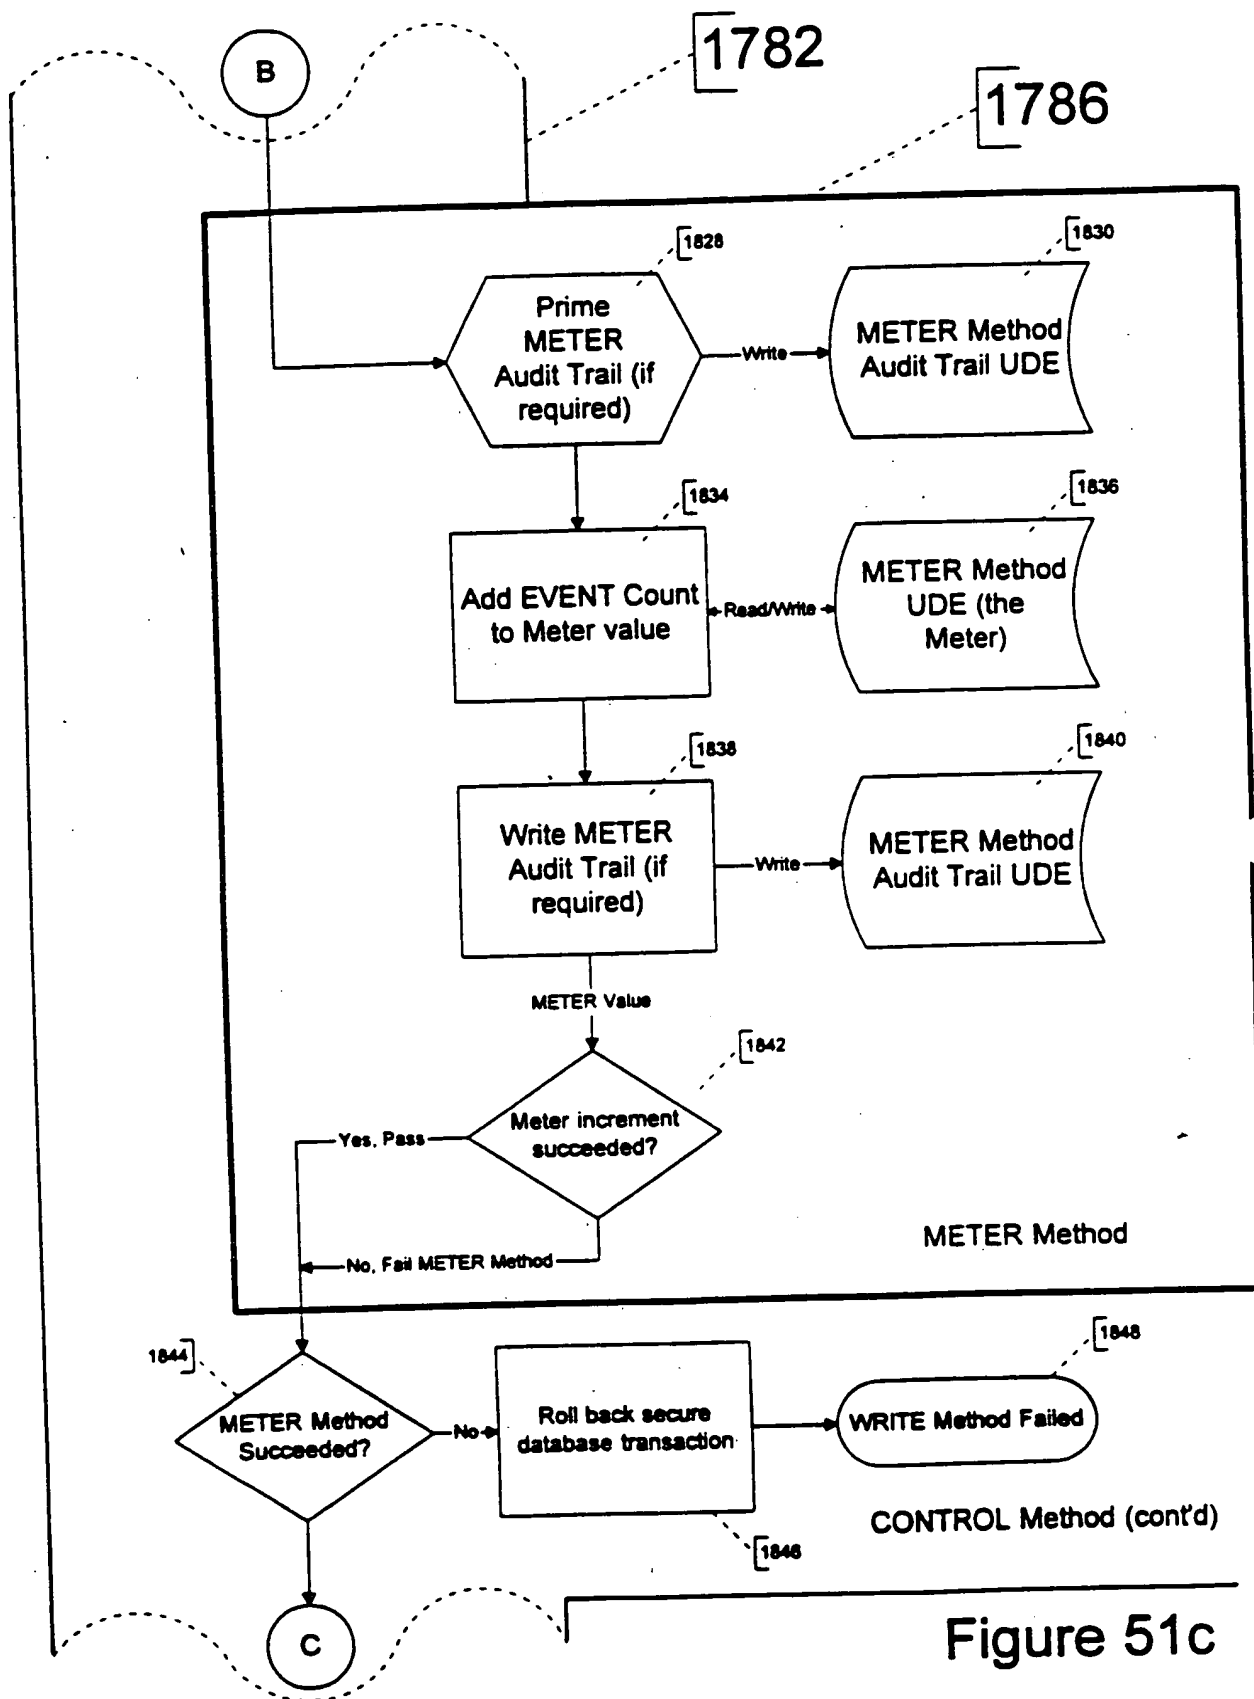 B
1782
1786
1828
1830
Prime
METER
Audit Trail (if
required)
Write
METER Method
Audit Trail UDE
1834
1836
Add EVENT Count
to Meter value
Read/Write
METER Method
UDE (the
Meter)
1838
1840
Write METER
Audit Trail (if
required)
Write
METER Method
Audit Trail UDE
METER Value
1842
Meter increment
succeeded?
Yes, Pass
No, Fail METER Method
METER Method
1844
1848
METER Method
Succeeded?
No
Roll back secure
database transaction
WRITE Method Failed
1846
CONTROL Method (cont'd)
C
Figure 51c